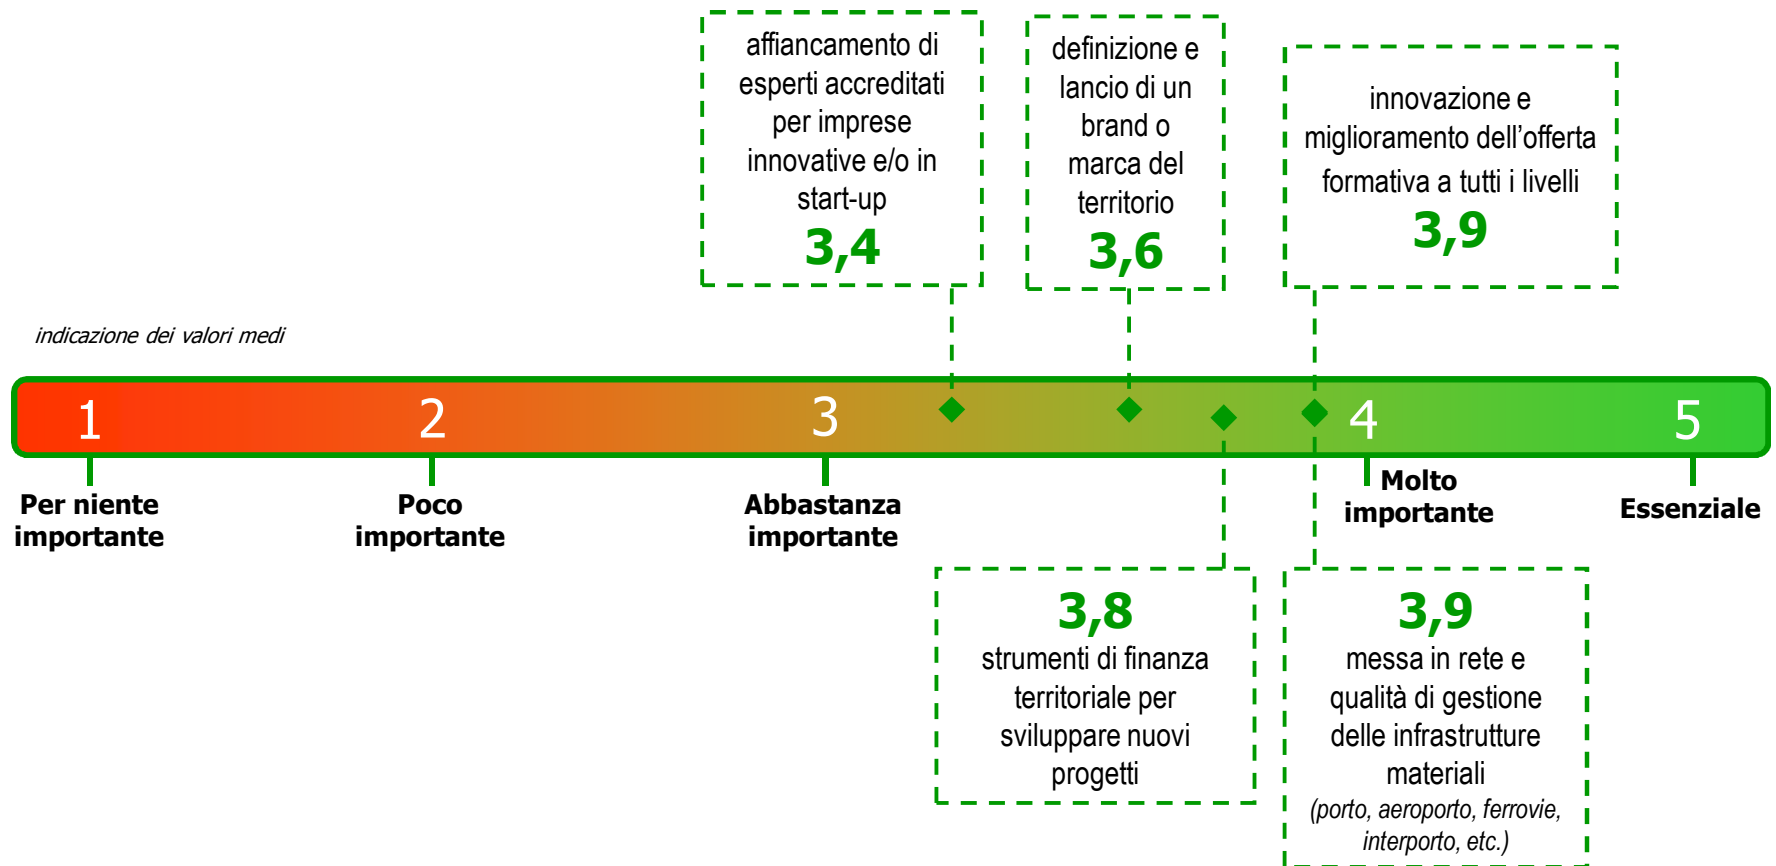 affiancamento di
esperti accreditati
per imprese
innovative e/o in
start-up
3,4
definizione e
lancio di un
brand o
marca del
territorio
3,6
innovazione e
miglioramento dell’offerta
formativa a tutti i livelli
3,9
indicazione dei valori medi
1 2 3 4 5
Per niente
importante
Poco
importante
Abbastanza
importante
Molto
importante
Essenziale
3,8
strumenti di finanza
territoriale per
sviluppare nuovi
progetti
3,9
messa in rete e
qualità di gestione
delle infrastrutture
materiali
(porto, aeroporto, ferrovie,
interporto, etc.)